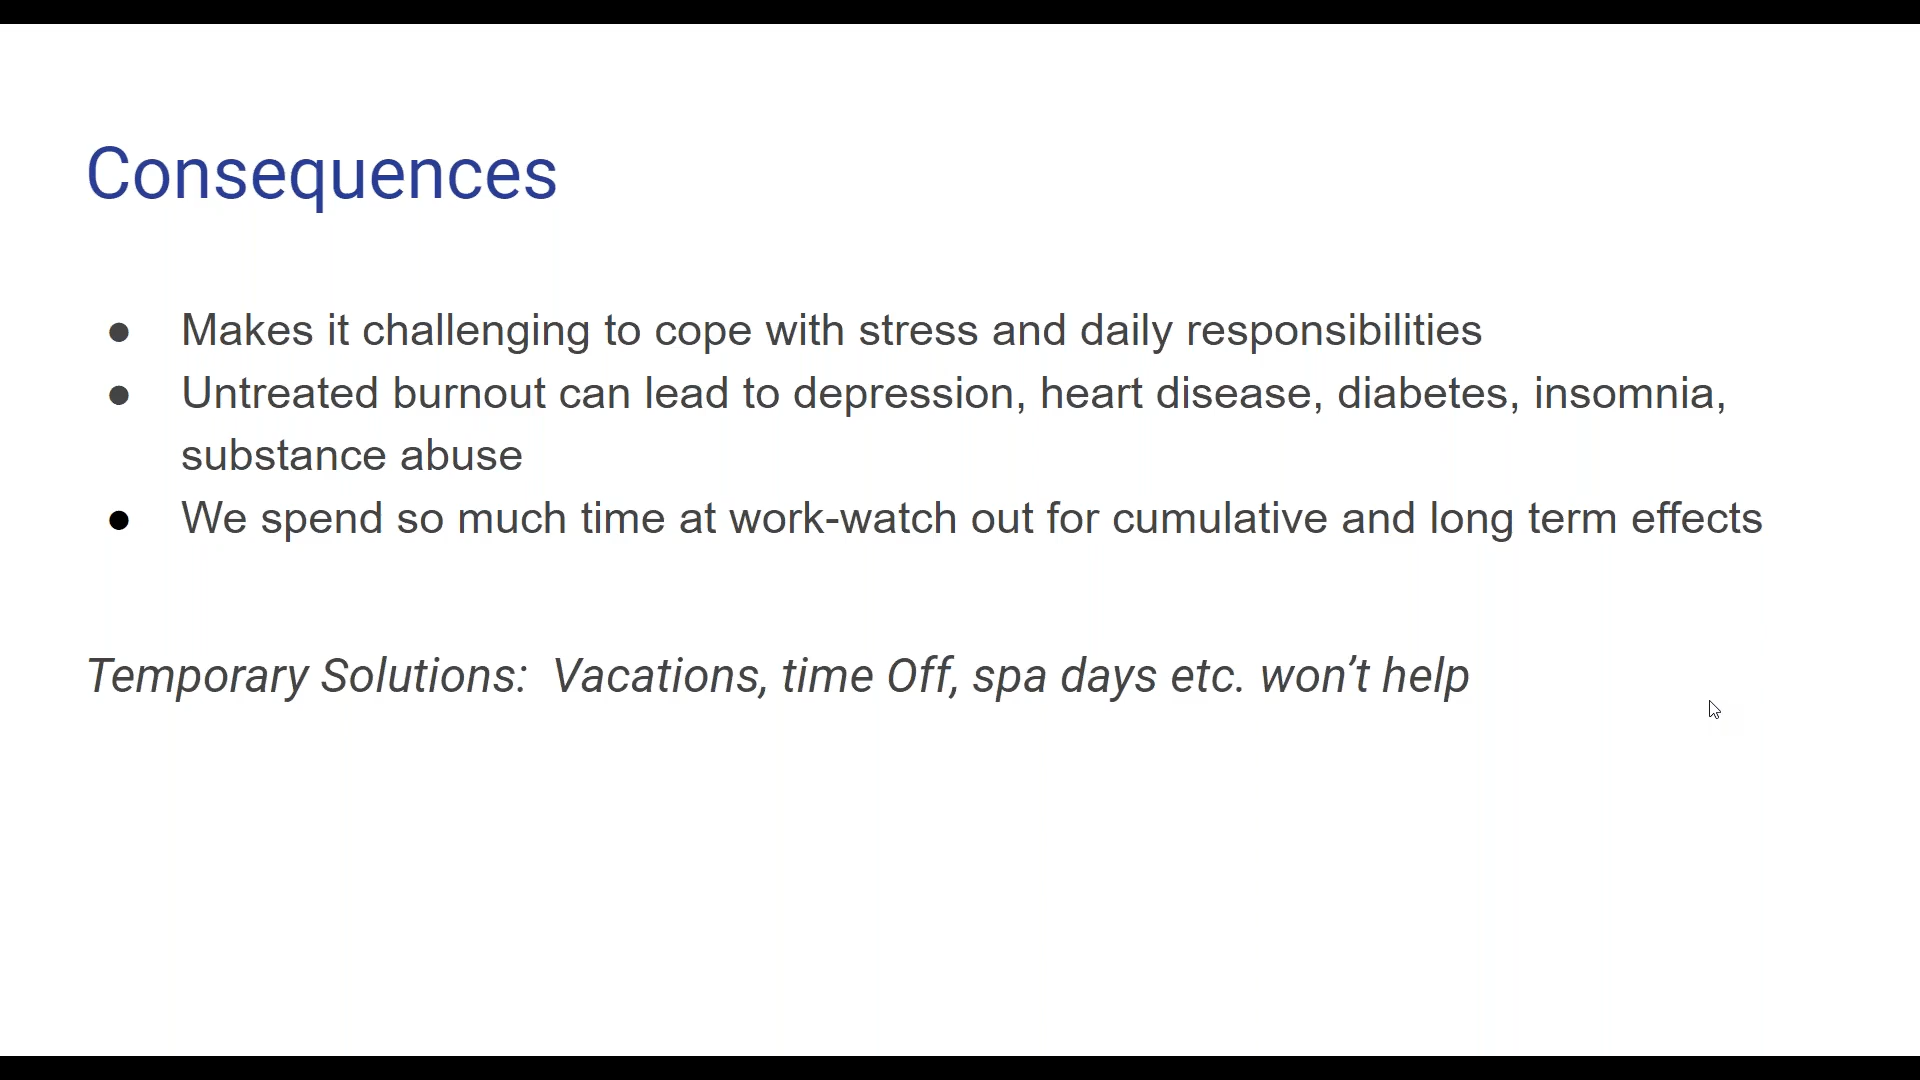 Consequences
● Makes it challenging to cope with stress and daily responsibilities
● Untreated burnout can lead to depression, heart disease, diabetes, insomnia,
substance abuse
● We spend so much time at work-watch out for cumulative and long term effects
Temporary Solutions:  Vacations, time Off, spa days etc. won’t help